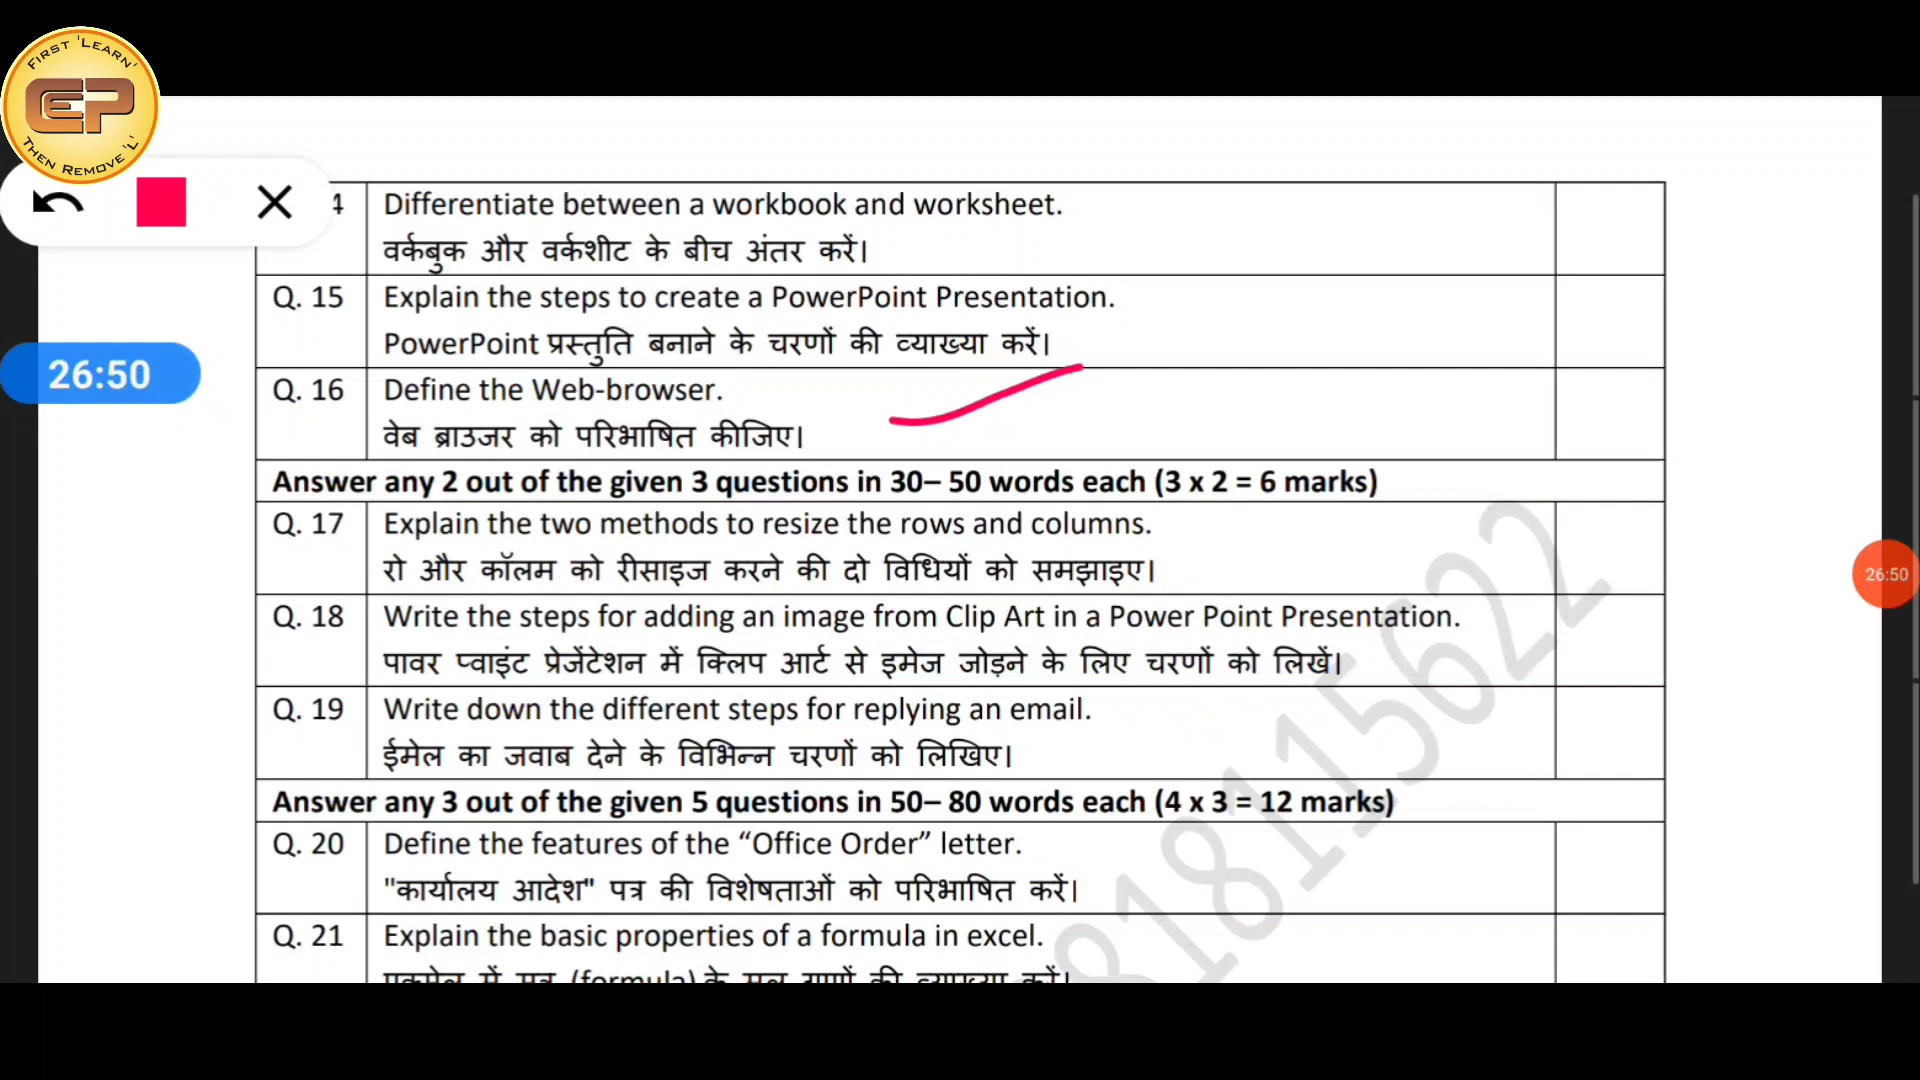 FIRST 'LEARN'
EP
THEN REMOVE 'L'
4 Differentiate between a workbook and worksheet.
वर्कबुक और वर्कशीट के बीच अंतर करें।
Q. 15 Explain the steps to create a PowerPoint Presentation.
PowerPoint प्रस्तुति बनाने के चरणों की व्याख्या करें।
26:50
Q. 16 Define the Web-browser.
वेब ब्राउजर को परिभाषित कीजिए।
Answer any 2 out of the given 3 questions in 30– 50 words each (3 x 2 = 6 marks)
Q. 17 Explain the two methods to resize the rows and columns.
रो और कॉलम को रीसाइज करने की दो विधियों को समझाइए।
26:50
Q. 18 Write the steps for adding an image from Clip Art in a Power Point Presentation.
पावर प्वाइंट प्रेजेंटेशन में क्लिप आर्ट से इमेज जोड़ने के लिए चरणों को लिखें।
Q. 19 Write down the different steps for replying an email.
ईमेल का जवाब देने के विभिन्न चरणों को लिखिए।
Answer any 3 out of the given 5 questions in 50– 80 words each (4 x 3 = 12 marks)
Q. 20 Define the features of the “Office Order” letter.
"कार्यालय आदेश" पत्र की विशेषताओं को परिभाषित करें।
Q. 21 Explain the basic properties of a formula in excel.
एक्सेल में सूत्र (formula) के मूल गुणों की व्याख्या करें।
818115622